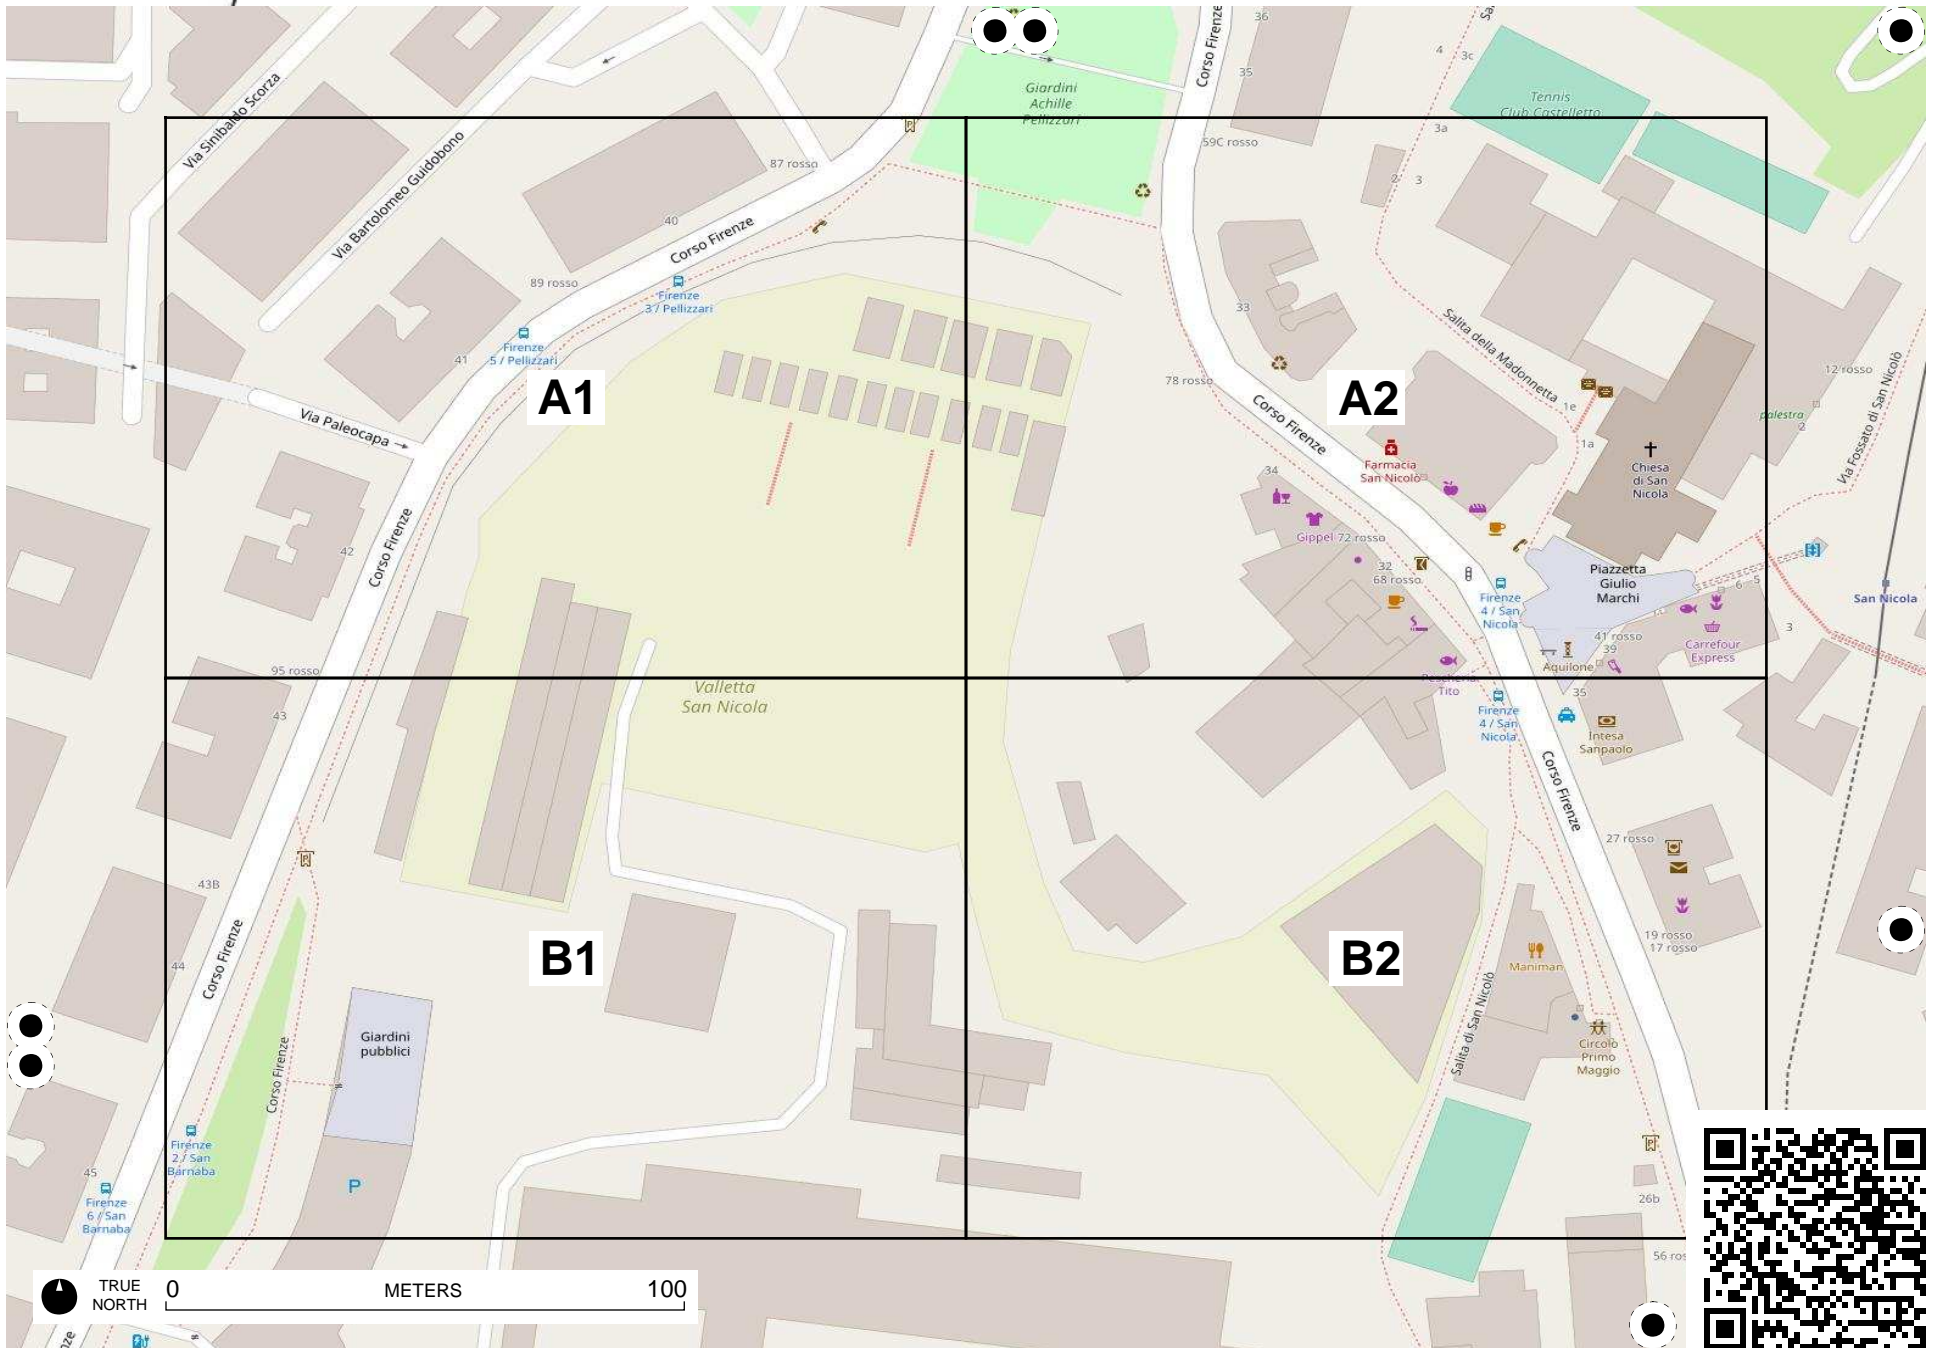 36
Corso Firenze
35
4
3c
Giardini
Achille
Pellizzari
Tennis
Club Castelletto
Via Sinibaldo Scorza
Via Bartolomeo Guidobono
87 rosso
59C rosso
3a
2
3
40
Corso Firenze
89 rosso
Firenze
3 / Pellizzari
33
Salita della Madonnetta
Firenze
5 / Pellizzari
41
A1
A2
78 rosso
12 rosso
Via Fossato di San Nicolò
1e
palestra
2
Via Paleocapa
Corso Firenze
1a
Farmacia
San Nicolò
Chiesa
di San
Nicola
34
Gippel
72 rosso
42
Corso Firenze
32
68 rosso
Piazzetta
Giulio
Marchi
6
5
San Nicola
Firenze
4 / San
Nicola
41 rosso
39
3
Carrefour
Express
Aquilone
95 rosso
Pescheria
Tito
Valletta
San Nicola
43
35
Firenze
4 / San
Nicola
Intesa
Sanpaolo
Corso Firenze
27 rosso
43B
19 rosso
17 rosso
44
Corso Firenze
B1
B2
Maniman
Salita di San Nicolò
Giardini
pubblici
Circolo
Primo
Maggio
Corso Firenze
Firenze
2 / San
Barnaba
45
Firenze
6 / San
Barnaba
P
26b
56 ros
TRUE
NORTH
0
METERS
100
nze